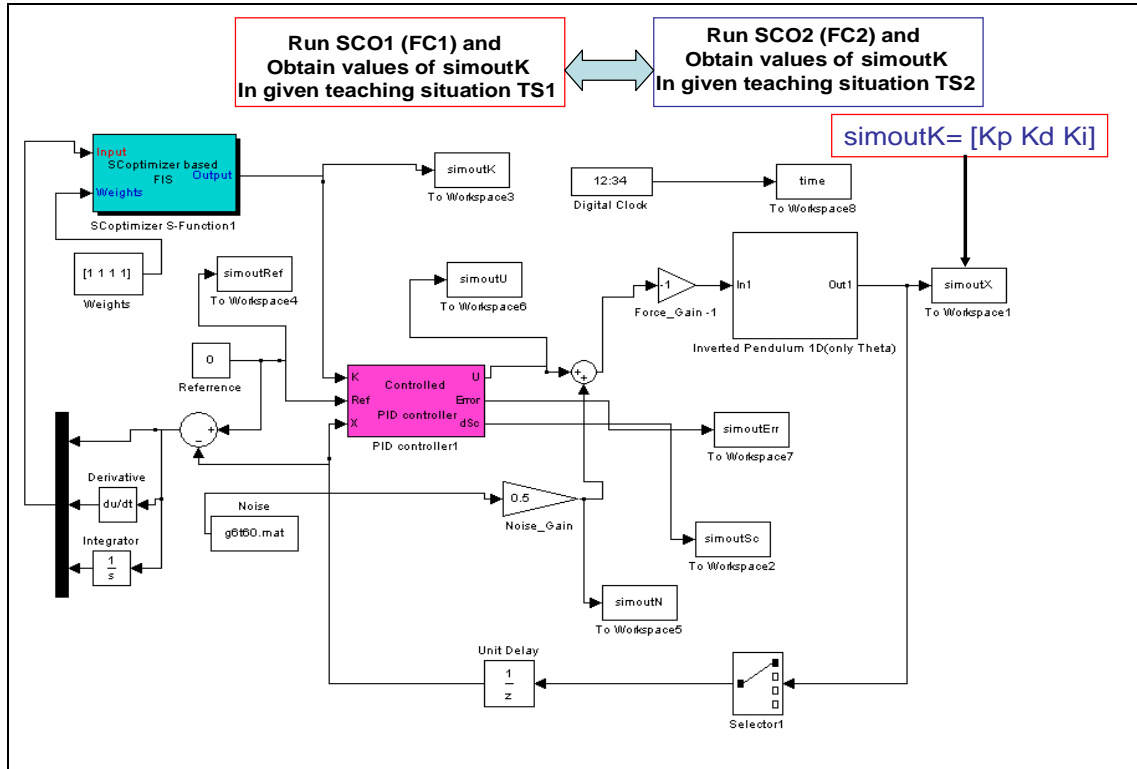 Run SCO1 (FC1) and
Obtain values of simoutK
In given teaching situation TS1
Run SCO2 (FC2) and
Obtain values of simoutK
In given teaching situation TS2
simoutK= [Kp Kd Ki]
Input
SCoptimizer based
FIS
Output
Weights
SCoptimizer S-Function1
simoutK
To Workspace3
12:34
Digital Clock
time
To Workspace8
[1 1 1 1]
Weights
simoutRef
To Workspace4
simoutU
To Workspace6
-1
Force_Gain -1
In1
Out1
Inverted Pendulum 1D(only Theta)
simoutX
To Workspace1
0
Referrence
K
Ref
X
Controlled
PID controller
U
Error
dSc
PID controller1
+
+
+
−
simoutErr
To Workspace7
Derivative
du/dt
Noise
g6t60.mat
0.5
Noise_Gain
Integrator
1
s
simoutSc
To Workspace2
simoutN
To Workspace5
Unit Delay
1
z
Selector1